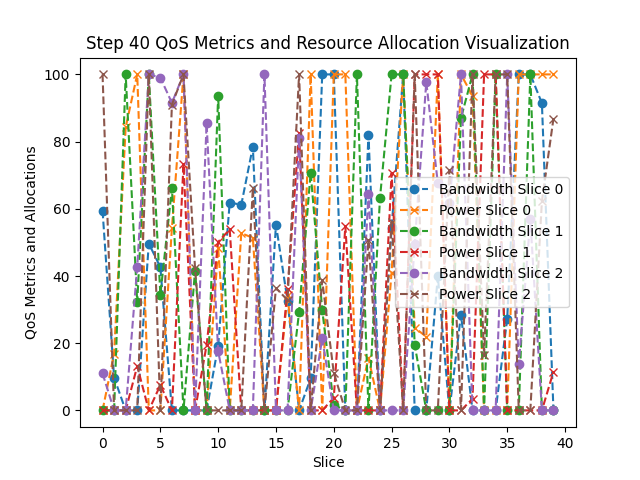 Step 40 QoS Metrics and Resource Allocation Visualization
100
80
60
40
20
0
QoS Metrics and Allocations
Bandwidth Slice 0
Power Slice 0
Bandwidth Slice 1
Power Slice 1
Bandwidth Slice 2
Power Slice 2
0 5 10 15 20 25 30 35 40
Slice